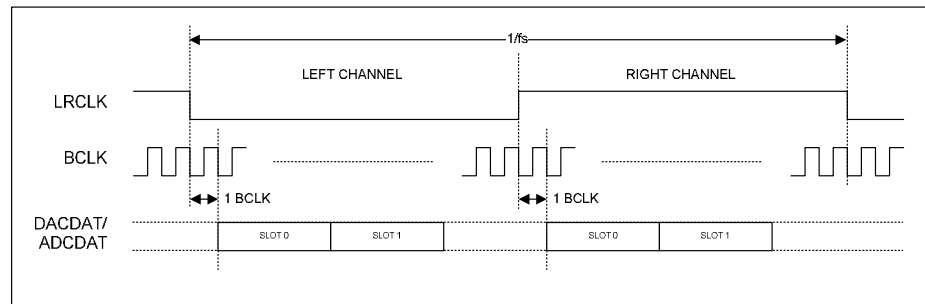 1/fs
LEFT CHANNEL RIGHT CHANNEL
LRCLK
BCLK
1 BCLK 1 BCLK
DACDAT/
ADCDAT
SLOT 0 SLOT 1 SLOT 0 SLOT 1